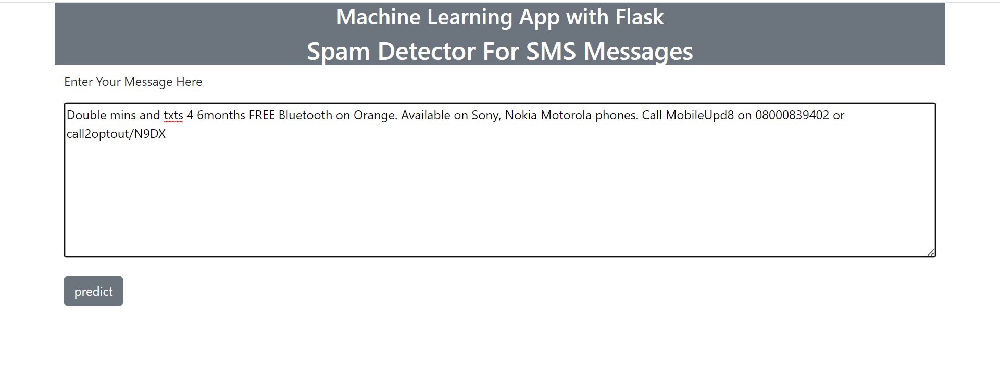 Machine Learning App with Flask
Spam Detector For SMS Messages
Enter Your Message Here
Double mins and txts 4 6months FREE Bluetooth on Orange. Available on Sony, Nokia Motorola phones. Call MobileUpd8 on 08000839402 or
call2optout/N9DX
predict